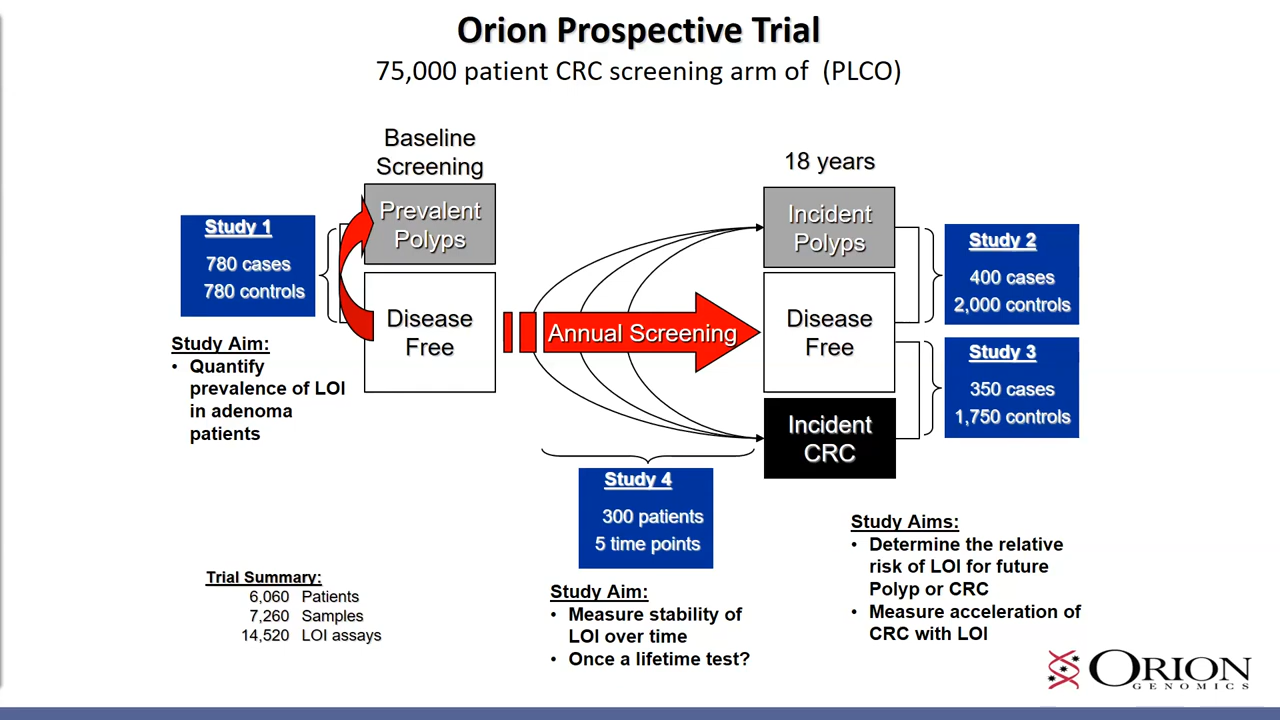 Orion Prospective Trial
75,000 patient CRC screening arm of  (PLCO)
Baseline
Screening
18 years
Prevalent
Polyps
Disease
Free
Study 1
780 cases
780 controls
Study Aim:
• Quantify
prevalence of LOI
in adenoma
patients
Annual Screening
Incident
Polyps
Disease
Free
Incident
CRC
Study 2
400 cases
2,000 controls
Study 3
350 cases
1,750 controls
Study 4
300 patients
5 time points
Study Aim:
• Measure stability of
LOI over time
• Once a lifetime test?
Study Aims:
• Determine the relative
risk of LOI for future
Polyp or CRC
• Measure acceleration of
CRC with LOI
Trial Summary:
6,060 Patients
7,260 Samples
14,520 LOI assays
ORION
GENOMICS